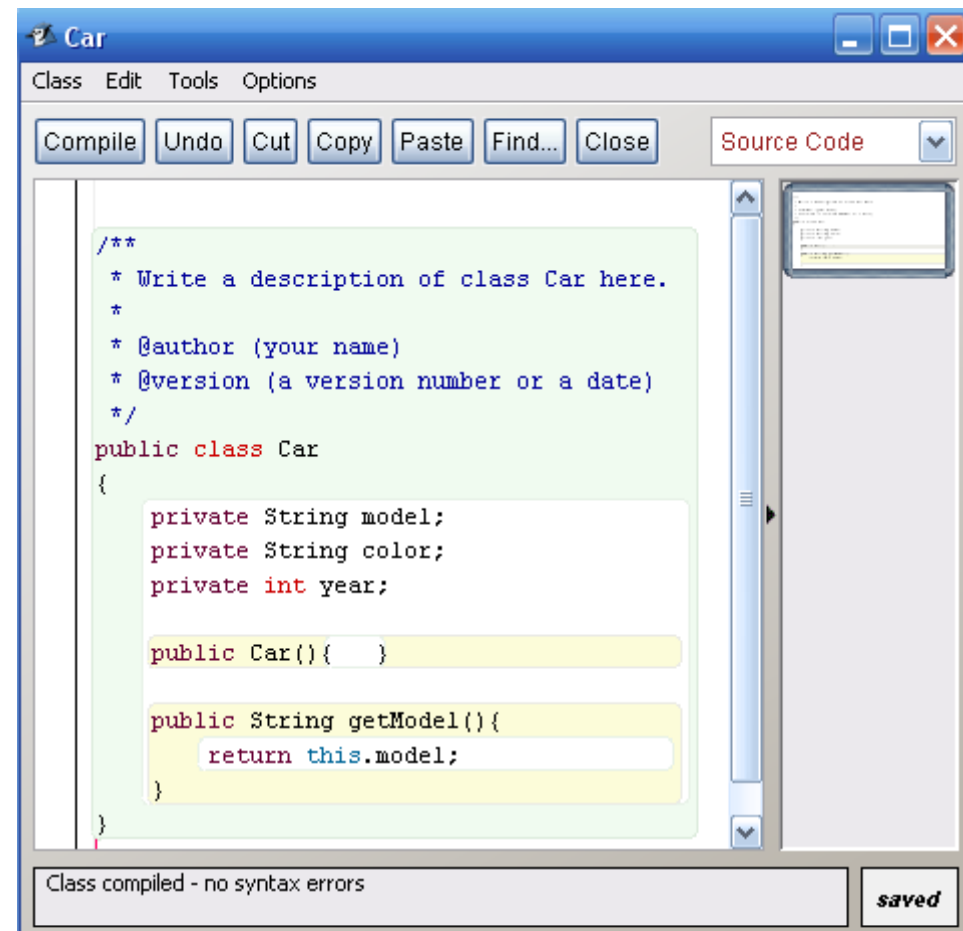 Car
Class Edit Tools Options
Compile Undo Cut Copy Paste Find... Close Source Code
/**
 * Write a description of class Car here.
 *
 * @author (your name)
 * @version (a version number or a date)
 */
public class Car
{
    private String model;
    private String color;
    private int year;
    public Car(){   }
    public String getModel(){
        return this.model;
    }
}
Class compiled - no syntax errors
saved